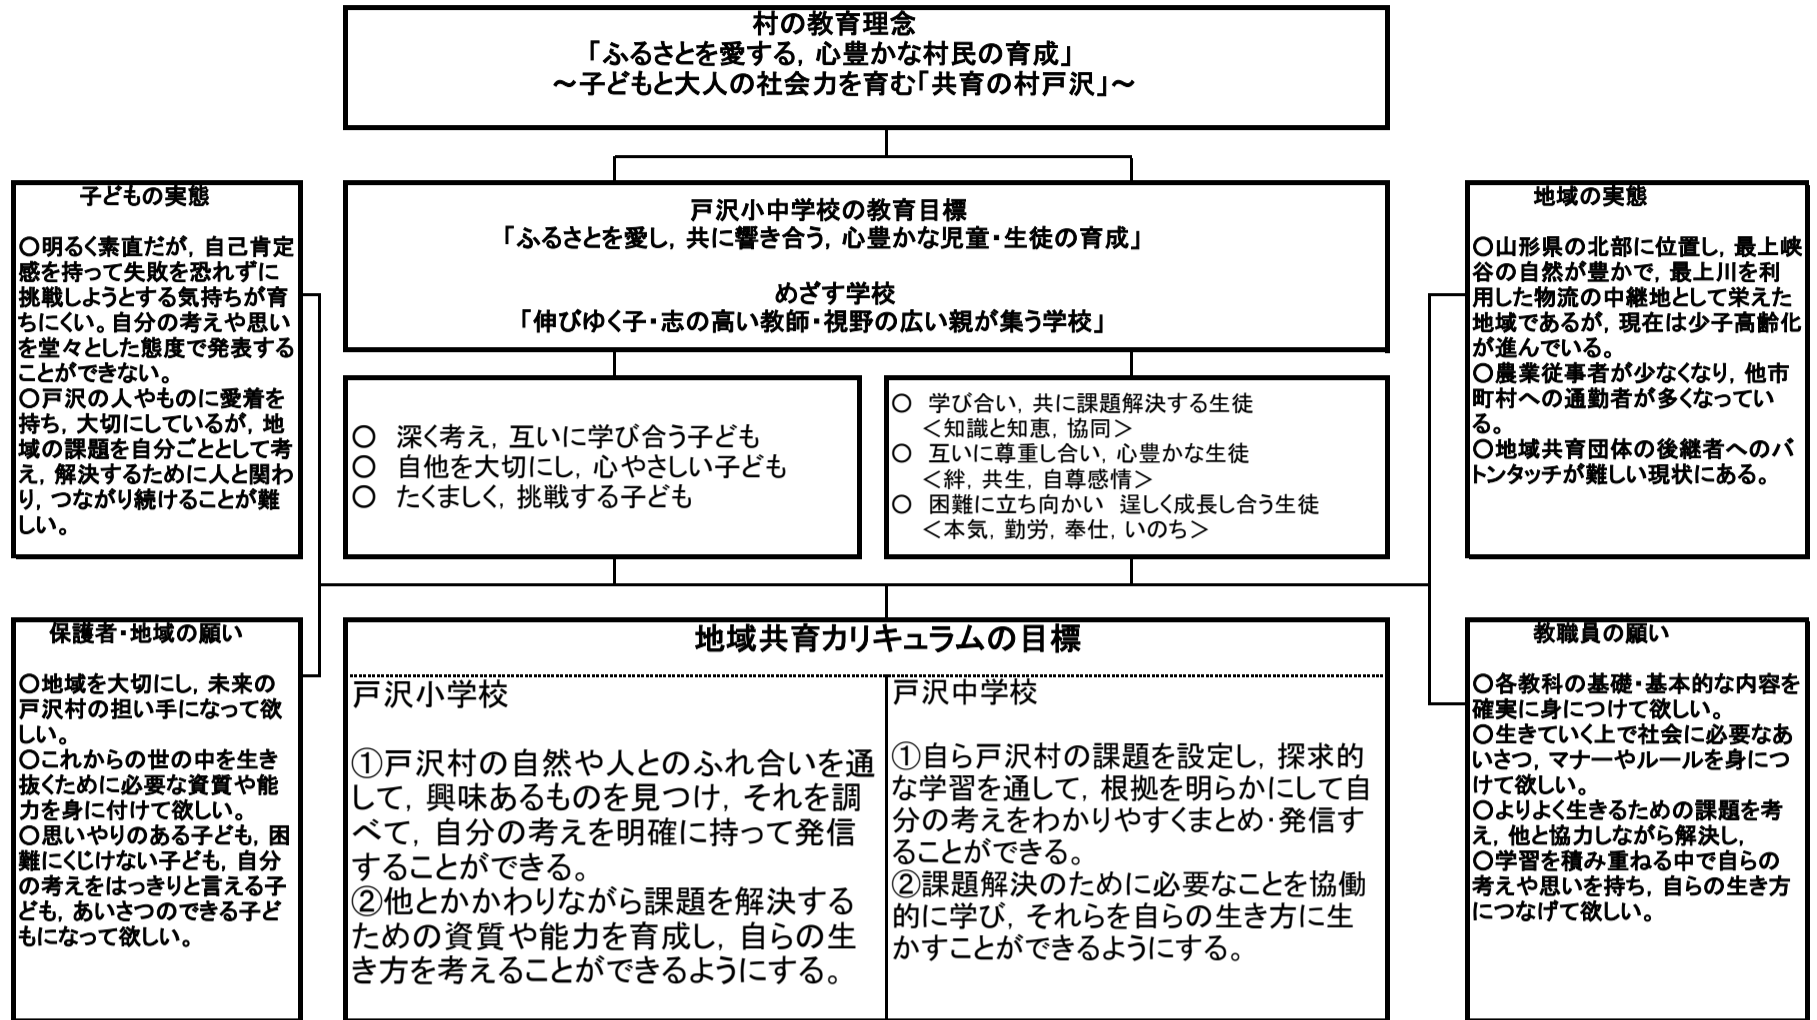 村の教育理念
「ふるさとを愛する，心豊かな村民の育成」
～子どもと大人の社会力を育む「共育の村戸沢」～
子どもの実態
〇明るく素直だが，自己肯定
感を持って失敗を恐れずに
挑戦しようとする気持ちが育
ちにくい。自分の考えや思い
を堂々とした態度で発表する
ことができない。
〇戸沢の人やものに愛着を
持ち，大切にしているが，地
域の課題を自分ごととして考
え，解決するために人と関わ
り，つながり続けることが難
しい。
戸沢小中学校の教育目標
「ふるさとを愛し，共に響き合う，心豊かな児童・生徒の育成」
めざす学校
「伸びゆく子・志の高い教師・視野の広い親が集う学校」
地域の実態
〇山形県の北部に位置し，最上峡
谷の自然が豊かで，最上川を利
用した物流の中継地として栄えた
地域であるが，現在は少子高齢化
が進んでいる。
〇農業従事者が少なくなり，他市
町村への通勤者が多くなってい
る。
〇地域共育団体の後継者へのバ
トンタッチが難しい現状にある。
〇　深く考え，互いに学び合う子ども
〇　自他を大切にし，心やさしい子ども
〇　たくましく，挑戦する子ども
〇　学び合い，共に課題解決する生徒
＜知識と知恵，協同＞
〇　互いに尊重し合い，心豊かな生徒
＜絆，共生，自尊感情＞
〇　困難に立ち向かい　逞しく成長し合う生徒
＜本気，勤労，奉仕，いのち＞
保護者・地域の願い
〇地域を大切にし，未来の
戸沢村の担い手になって欲
しい。
〇これからの世の中を生き
抜くために必要な資質や能
力を身に付けて欲しい。
〇思いやりのある子ども，困
難にくじけない子ども，自分
の考えをはっきりと言える子
ども，あいさつのできる子ど
もになって欲しい。
地域共育カリキュラムの目標
戸沢小学校
①戸沢村の自然や人とのふれ合いを通
して，興味あるものを見つけ，それを調
べて，自分の考えを明確に持って発信
することができる。
②他とかかわりながら課題を解決する
ための資質や能力を育成し，自らの生
き方を考えることができるようにする。
戸沢中学校
①自ら戸沢村の課題を設定し，探求的
な学習を通して，根拠を明らかにして自
分の考えをわかりやすくまとめ・発信す
ることができる。
②課題解決のために必要なことを協働
的に学び，それらを自らの生き方に生
かすことができるようにする。
教職員の願い
〇各教科の基礎・基本的な内容を
確実に身につけて欲しい。
〇生きていく上で社会に必要なあ
いさつ，マナーやルールを身につ
けて欲しい。
〇よりよく生きるための課題を考
え，他と協力しながら解決し，
〇学習を積み重ねる中で自らの
考えや思いを持ち，自らの生き方
につなげて欲しい。